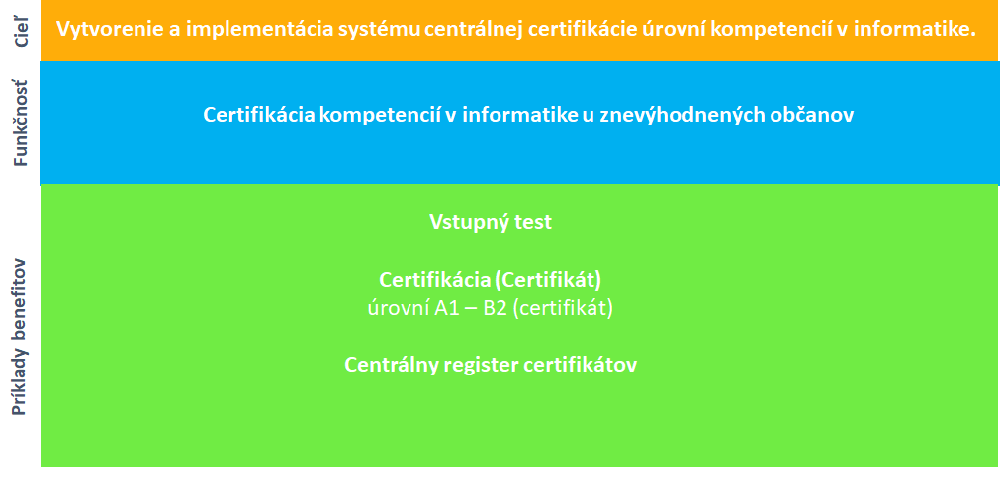 Cieľ
Vytvorenie a implementácia systému centrálnej certifikácie úrovní kompetencií v informatike.
Funkčnosť
Certifikácia kompetencií v informatike u znevýhodnených občanov
Príklady benefitov
Vstupný test
Certifikácia (Certifikát)
úrovní A1 – B2 (certifikát)
Centrálny register certifikátov